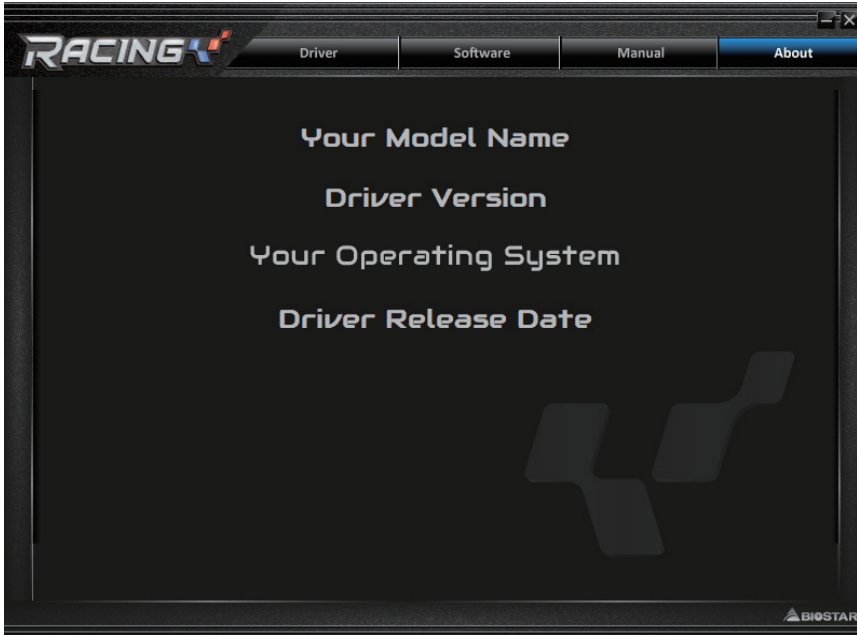 RACING
Driver
Software
Manual
About
Your Model Name
Driver Version
Your Operating System
Driver Release Date
BIOSTAR